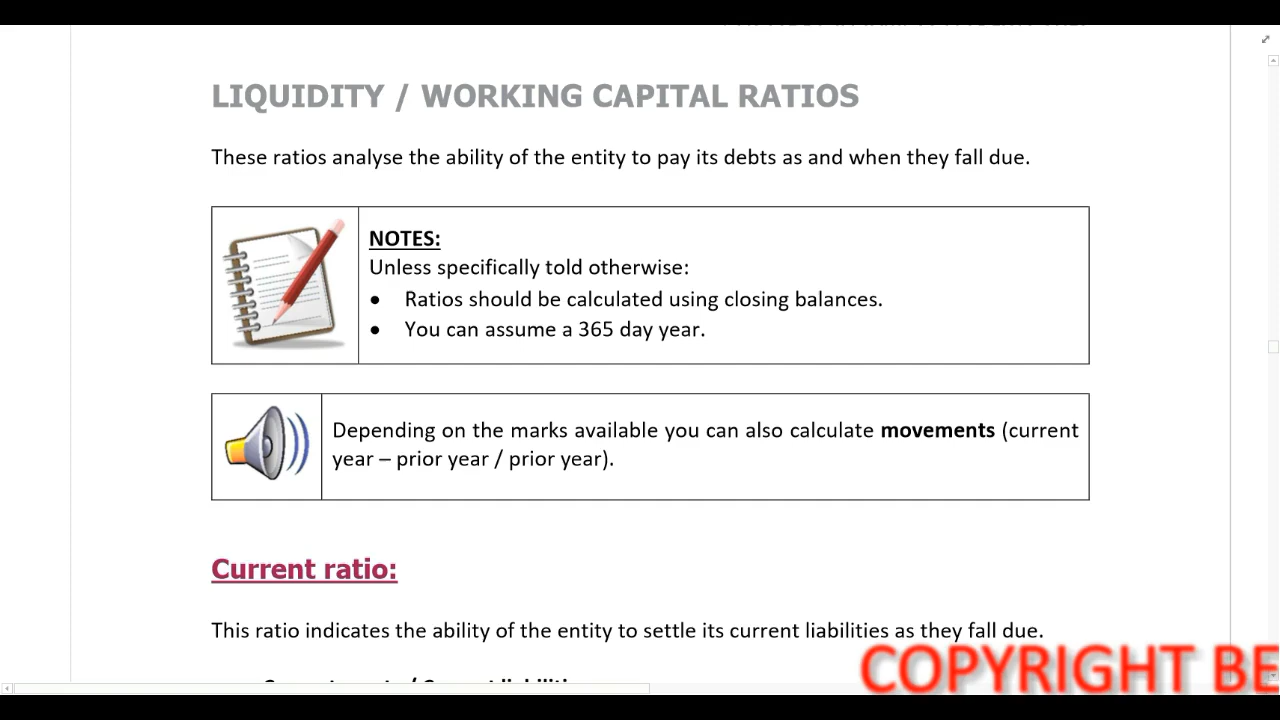 LIQUIDITY / WORKING CAPITAL RATIOS
These ratios analyse the ability of the entity to pay its debts as and when they fall due.
NOTES:
Unless specifically told otherwise:
• Ratios should be calculated using closing balances.
• You can assume a 365 day year.
Depending on the marks available you can also calculate movements (current
year – prior year / prior year).
Current ratio:
This ratio indicates the ability of the entity to settle its current liabilities as they fall due.
COPYRIGHT BE